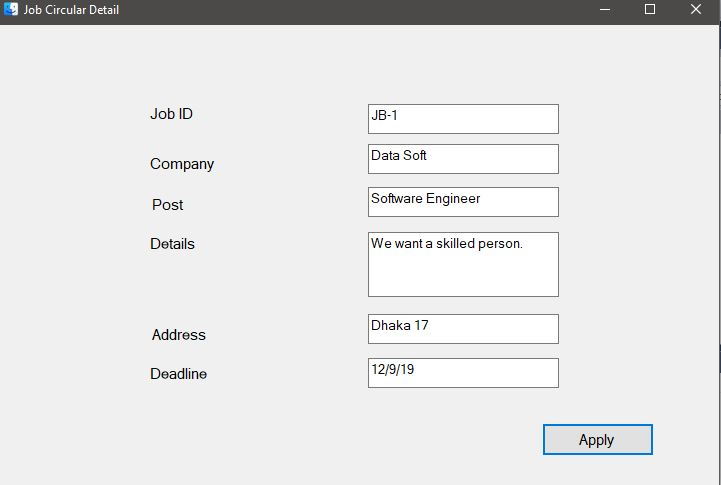 Job Circular Detail
Job ID JB-1
Company Data Soft
Post Software Engineer
Details We want a skilled person.
Address Dhaka 17
Deadline 12/9/19
Apply